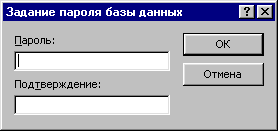 Задание пароля базы данных
Пароль:
OK
Отмена
Подтверждение: